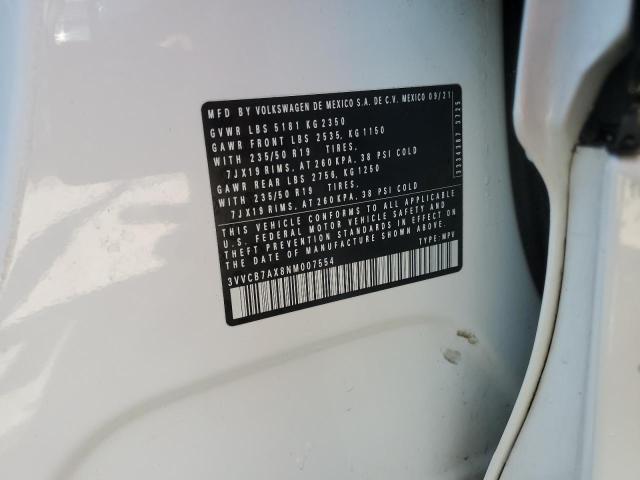 MFD BY VOLKSWAGEN DE MEXICO S.A. DE C.V. MEXICO 09/21
GVWR LBS 5181 KG 2350
GAWR FRONT LBS 2535, KG 1150
WITH 235/50 R19 TIRES,
7JX19 RIMS, AT 260 KPA, 38 PSI COLD
GAWR REAR LBS 2756, KG 1250
WITH 235/50 R19 TIRES,
7JX19 RIMS, AT 260 KPA, 38 PSI COLD
THIS VEHICLE CONFORMS TO ALL APPLICABLE
U.S. FEDERAL MOTOR VEHICLE SAFETY AND
THEFT PREVENTION STANDARDS IN EFFECT ON
THE DATE OF MANUFACTURE SHOWN ABOVE.
TYPE: MPV
3VVCB7AX8NM007554
3334387 3725